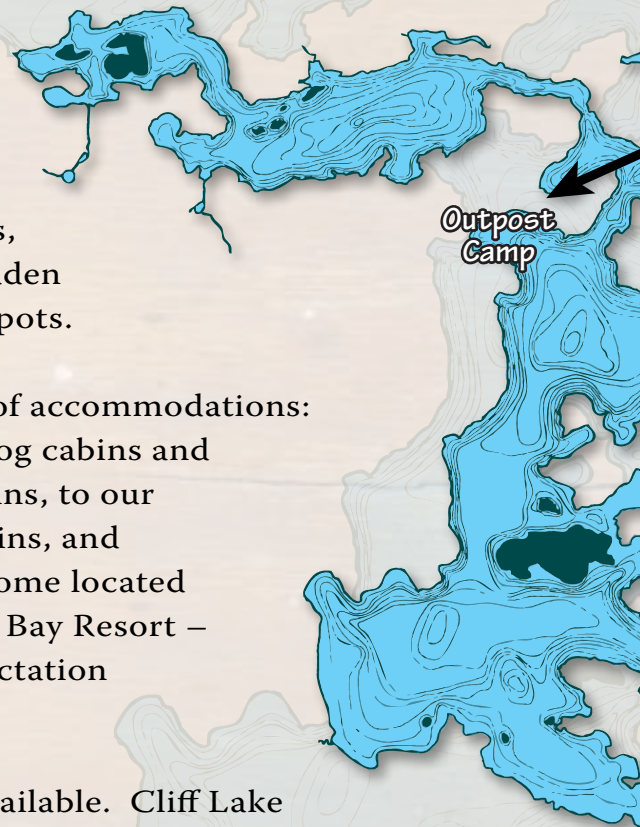 Outpost
Camp
s,
dden
pots.
of accommodations:
og cabins and
ins, to our
ins, and
ome located
Bay Resort –
ctation
ailable.  Cliff Lake